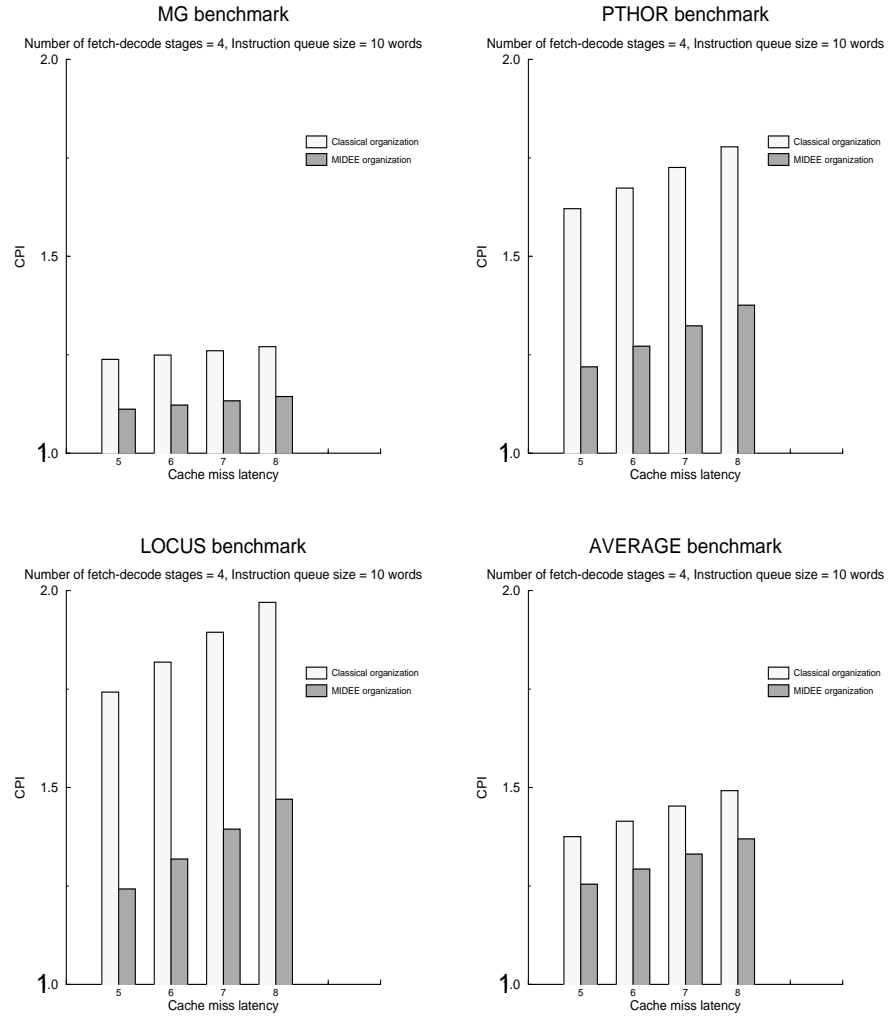 MG benchmark
Number of fetch-decode stages = 4, Instruction queue size = 10 words
2.0
Classical organization
MIDEE organization
CPI
1.5
1
1.0
5 6 7 8
Cache miss latency
PTHOR benchmark
Number of fetch-decode stages = 4, Instruction queue size = 10 words
2.0
Classical organization
MIDEE organization
CPI
1.5
1
1.0
5 6 7 8
Cache miss latency
LOCUS benchmark
Number of fetch-decode stages = 4, Instruction queue size = 10 words
2.0
Classical organization
MIDEE organization
CPI
1.5
1
1.0
5 6 7 8
Cache miss latency
AVERAGE benchmark
Number of fetch-decode stages = 4, Instruction queue size = 10 words
2.0
Classical organization
MIDEE organization
CPI
1.5
1
1.0
5 6 7 8
Cache miss latency